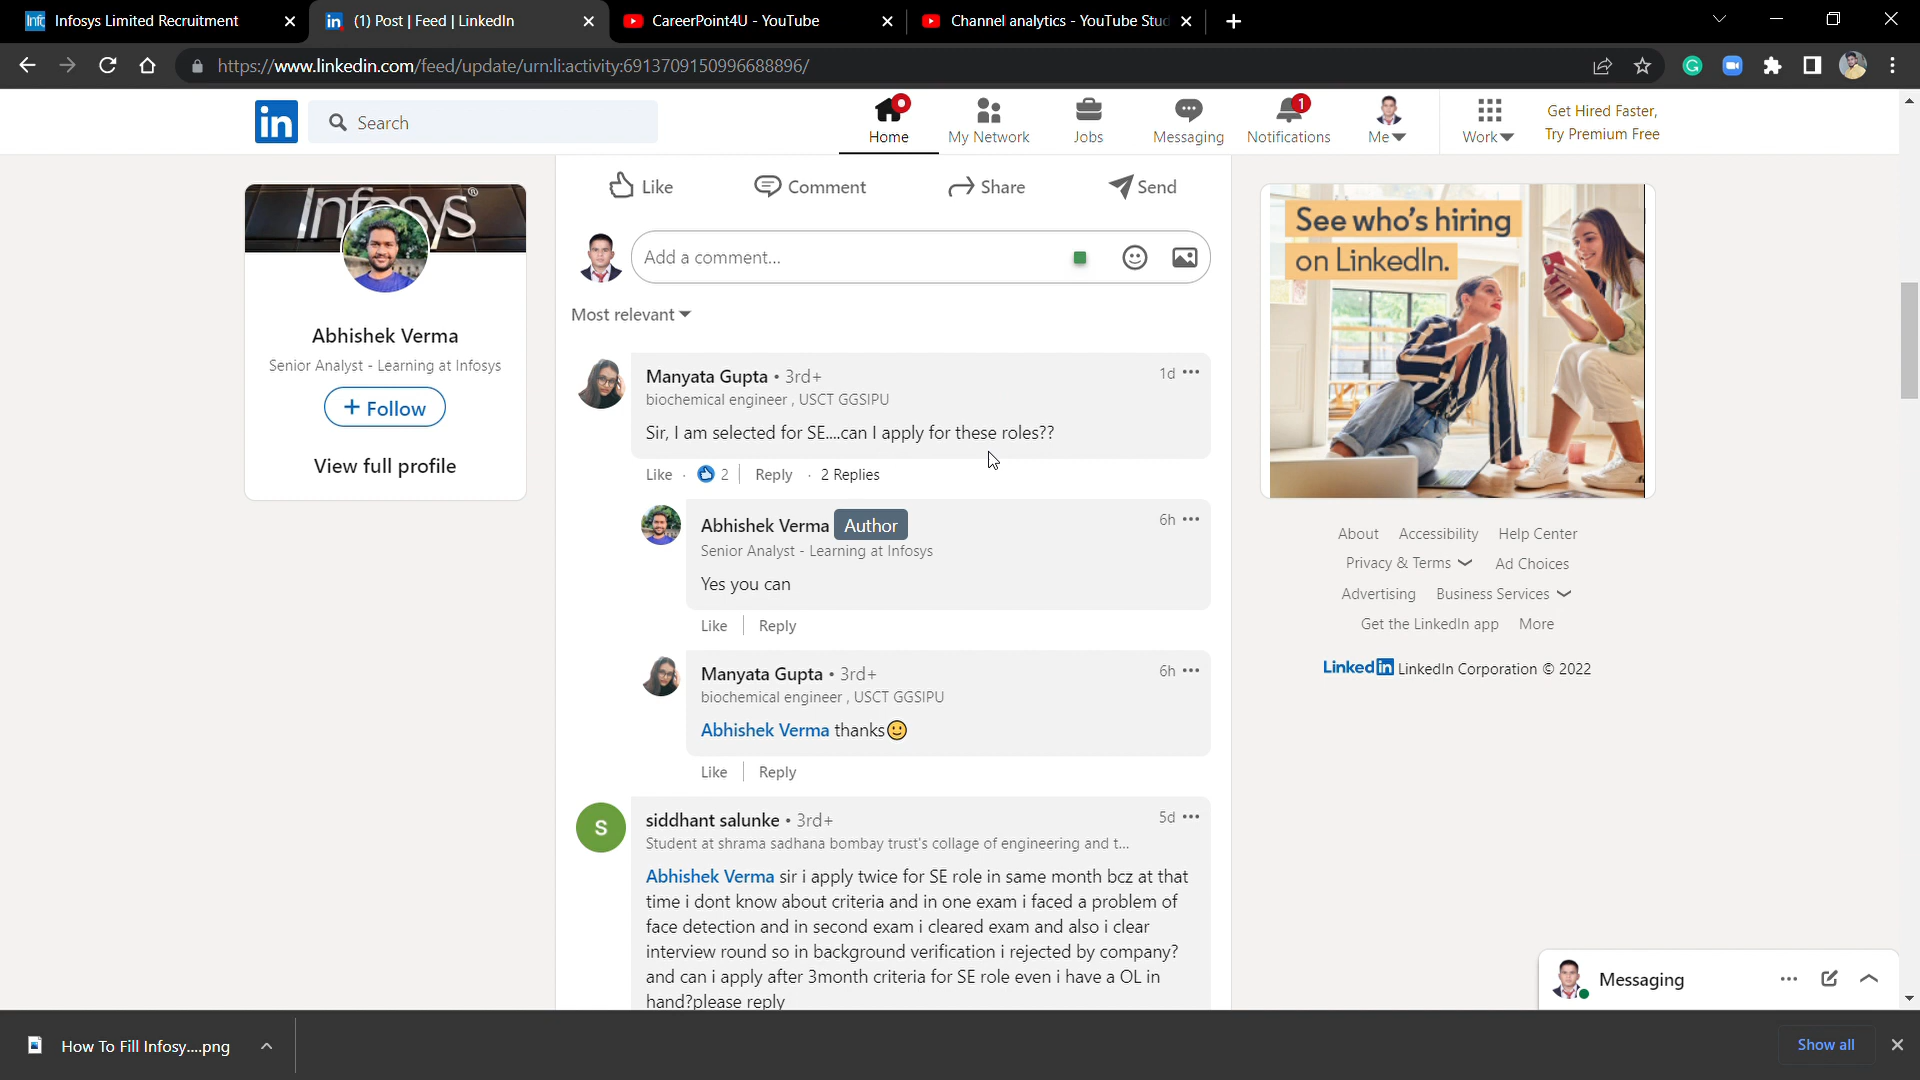 Infosys Limited Recruitment
(1) Post | Feed | LinkedIn
CareerPoint4U - YouTube
Channel analytics - YouTube Stud
https://www.linkedin.com/feed/update/urn:li:activity:6913709150996688896/
in
Search
Home
My Network
Jobs
Messaging
1
Notifications
Me
Work
Get Hired Faster,
Try Premium Free
Infosys®
Abhishek Verma
Senior Analyst - Learning at Infosys
+ Follow
View full profile
Like
Comment
Share
Send
Add a comment...
Most relevant
Manyata Gupta • 3rd+
1d
biochemical engineer , USCT GGSIPU
Sir, I am selected for SE....can I apply for these roles??
Like · 2 | Reply · 2 Replies
Abhishek Verma Author
6h
Senior Analyst - Learning at Infosys
Yes you can
Like | Reply
Manyata Gupta • 3rd+
6h
biochemical engineer , USCT GGSIPU
Abhishek Verma thanks🙂
Like | Reply
S
siddhant salunke • 3rd+
5d
Student at shrama sadhana bombay trust's collage of engineering and t...
Abhishek Verma sir i apply twice for SE role in same month bcz at that
time i dont know about criteria and in one exam i faced a problem of
face detection and in second exam i cleared exam and also i clear
interview round so in background verification i rejected by company?
and can i apply after 3month criteria for SE role even i have a OL in
hand?please reply
See who's hiring
on LinkedIn.
About Accessibility Help Center
Privacy & Terms Ad Choices
Advertising Business Services
Get the LinkedIn app More
LinkedIn LinkedIn Corporation © 2022
Messaging
How To Fill Infosy....png
Show all